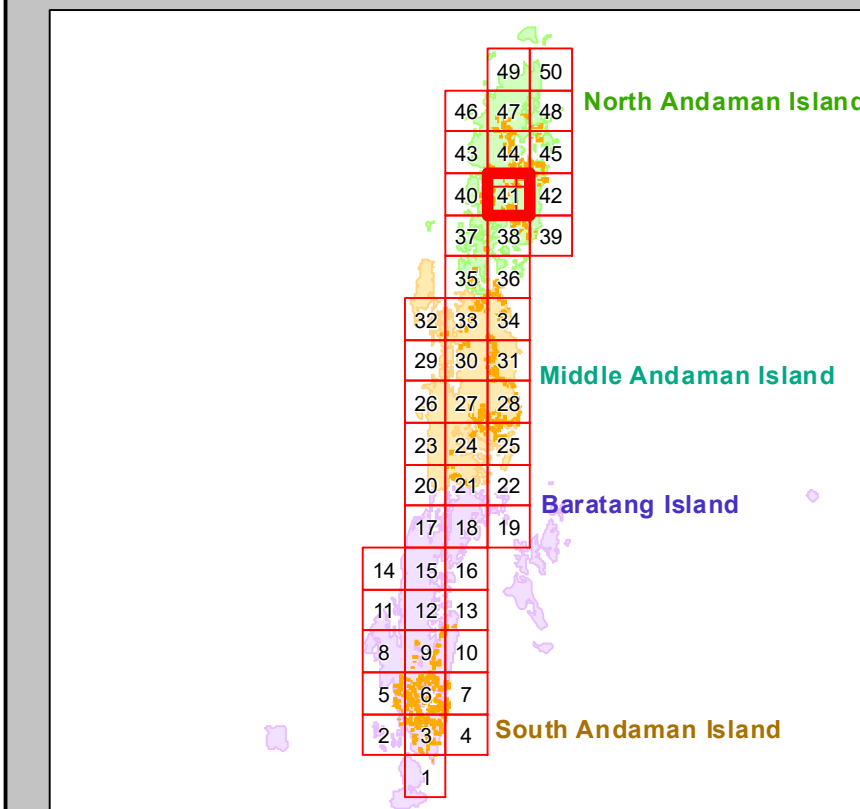 49 50
North Andaman Island
46 47 48
43 44 45
40 41 42
37 38 39
35 36
32 33 34
29 30 31
Middle Andaman Island
26 27 28
23 24 25
20 21 22
Baratang Island
17 18 19
14 15 16
11 12 13
8 9 10
5 6 7
2 3 4
South Andaman Island
1